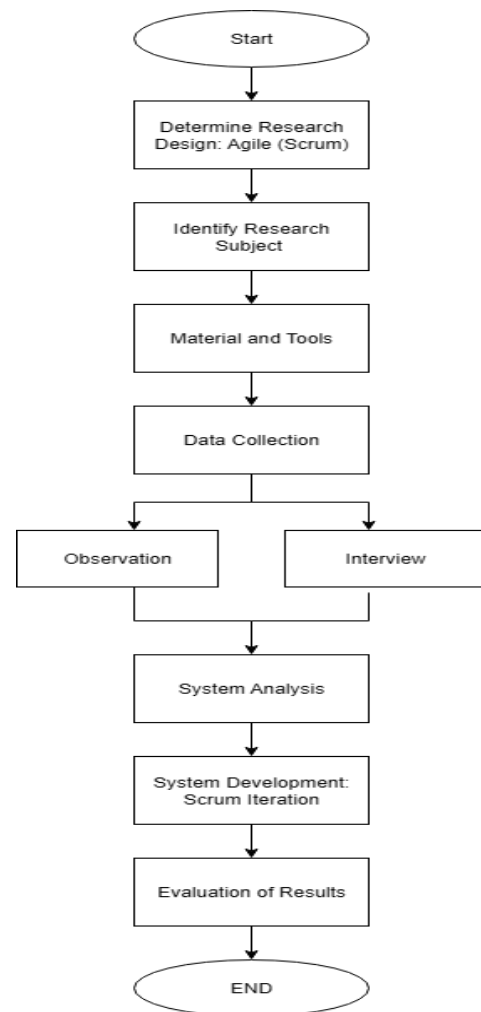 Start
Determine Research
Design: Agile (Scrum)
Identify Research
Subject
Material and Tools
Data Collection
Observation
Interview
System Analysis
System Development:
Scrum Iteration
Evaluation of Results
END